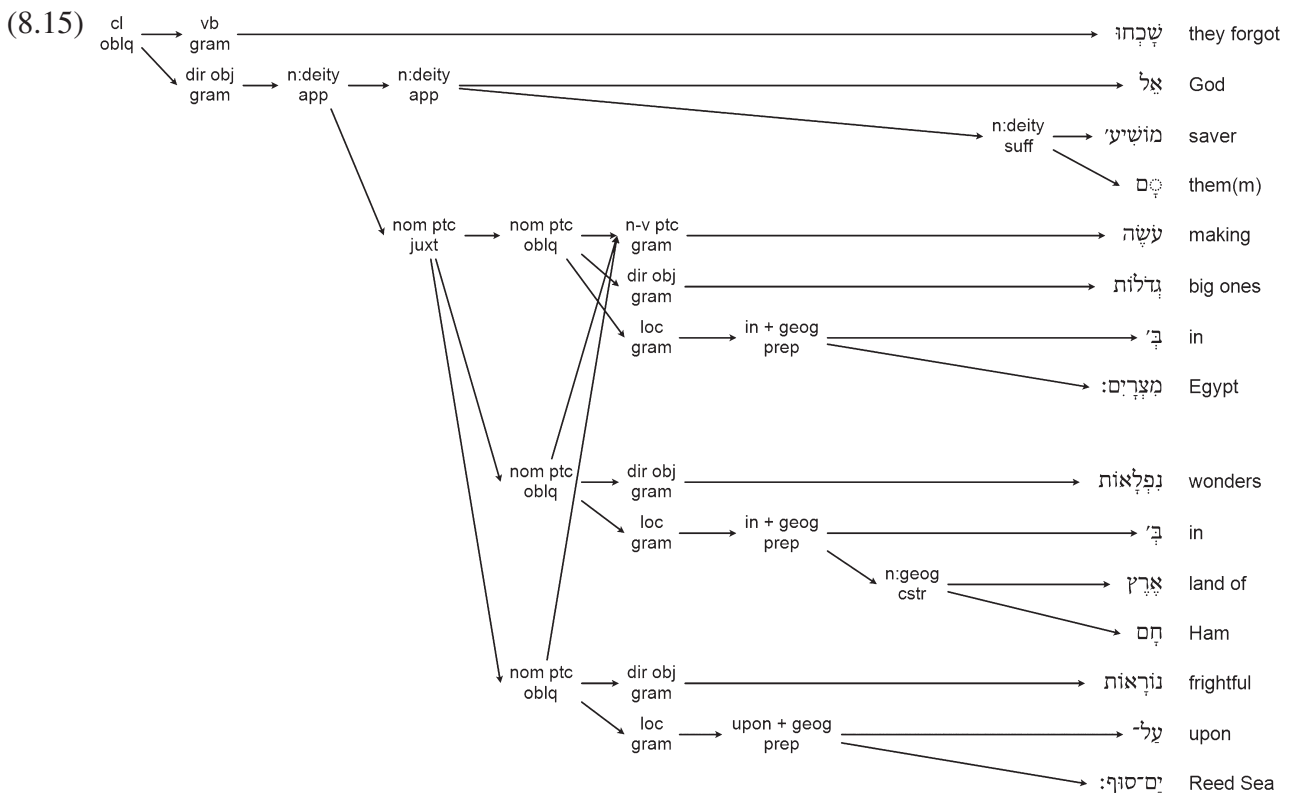 (8.15)
cl vb שָׁכְחוּ they forgot
oblq gram
dir obj n:deity n:deity אֵל God
gram app app
n:deity מוֹשִׁיע׳ saver
suff
◌ָם them(m)
nom ptc nom ptc n-v ptc עֹשֶׂה making
juxt oblq gram
dir obj גְדֹלוֹת big ones
gram
loc in + geog בְּ׳ in
gram prep
מִצְרָיִם׃ Egypt
nom ptc dir obj נִפְלָאוֹת wonders
oblq gram
loc in + geog בְּ׳ in
gram prep
n:geog אֶרֶץ land of
cstr
חָם Ham
nom ptc dir obj נוֹרָאוֹת frightful
oblq gram
loc upon + geog עַל־ upon
gram prep
יַם־סוּף׃ Reed Sea